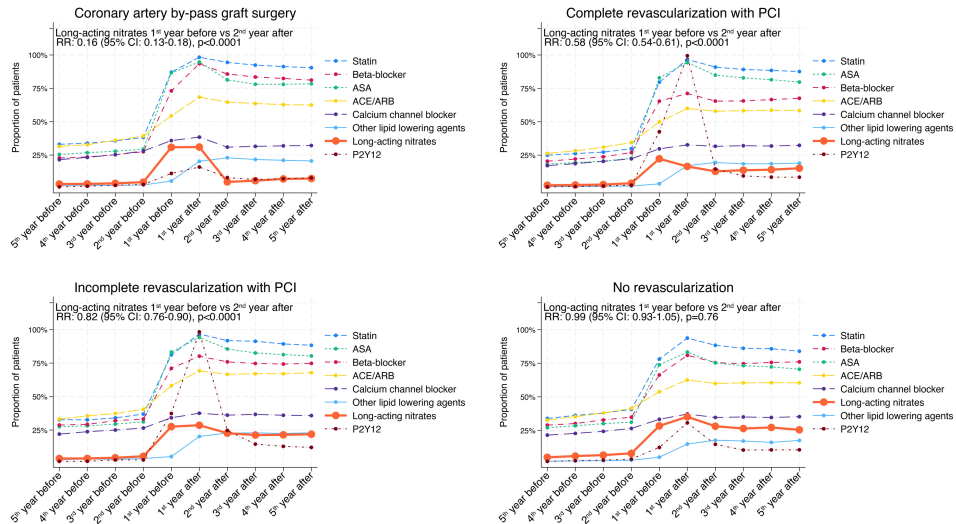 Coronary artery by-pass graft surgery
Long-acting nitrates 1st year before vs 2nd year after
RR: 0.16 (95% CI: 0.13-0.18), p<0.0001
Proportion of patients
100%
75%
50%
25%
Statin
Beta-blocker
ASA
ACE/ARB
Calcium channel blocker
Other lipid lowering agents
Long-acting nitrates
P2Y12
5th year before
4th year before
3rd year before
2nd year before
1st year before
1st year after
2nd year after
3rd year after
4th year after
5th year after
Complete revascularization with PCI
Long-acting nitrates 1st year before vs 2nd year after
RR: 0.58 (95% CI: 0.54-0.61), p<0.0001
Proportion of patients
100%
75%
50%
25%
Statin
ASA
Beta-blocker
ACE/ARB
Calcium channel blocker
Other lipid lowering agents
Long-acting nitrates
P2Y12
5th year before
4th year before
3rd year before
2nd year before
1st year before
1st year after
2nd year after
3rd year after
4th year after
5th year after
Incomplete revascularization with PCI
Long-acting nitrates 1st year before vs 2nd year after
RR: 0.82 (95% CI: 0.76-0.90), p<0.0001
Proportion of patients
100%
75%
50%
25%
Statin
ASA
Beta-blocker
ACE/ARB
Calcium channel blocker
Long-acting nitrates
Other lipid lowering agents
P2Y12
5th year before
4th year before
3rd year before
2nd year before
1st year before
1st year after
2nd year after
3rd year after
4th year after
5th year after
No revascularization
Long-acting nitrates 1st year before vs 2nd year after
RR: 0.99 (95% CI: 0.93-1.05), p=0.76
Proportion of patients
100%
75%
50%
25%
Statin
Beta-blocker
ASA
ACE/ARB
Calcium channel blocker
Long-acting nitrates
Other lipid lowering agents
P2Y12
5th year before
4th year before
3rd year before
2nd year before
1st year before
1st year after
2nd year after
3rd year after
4th year after
5th year after